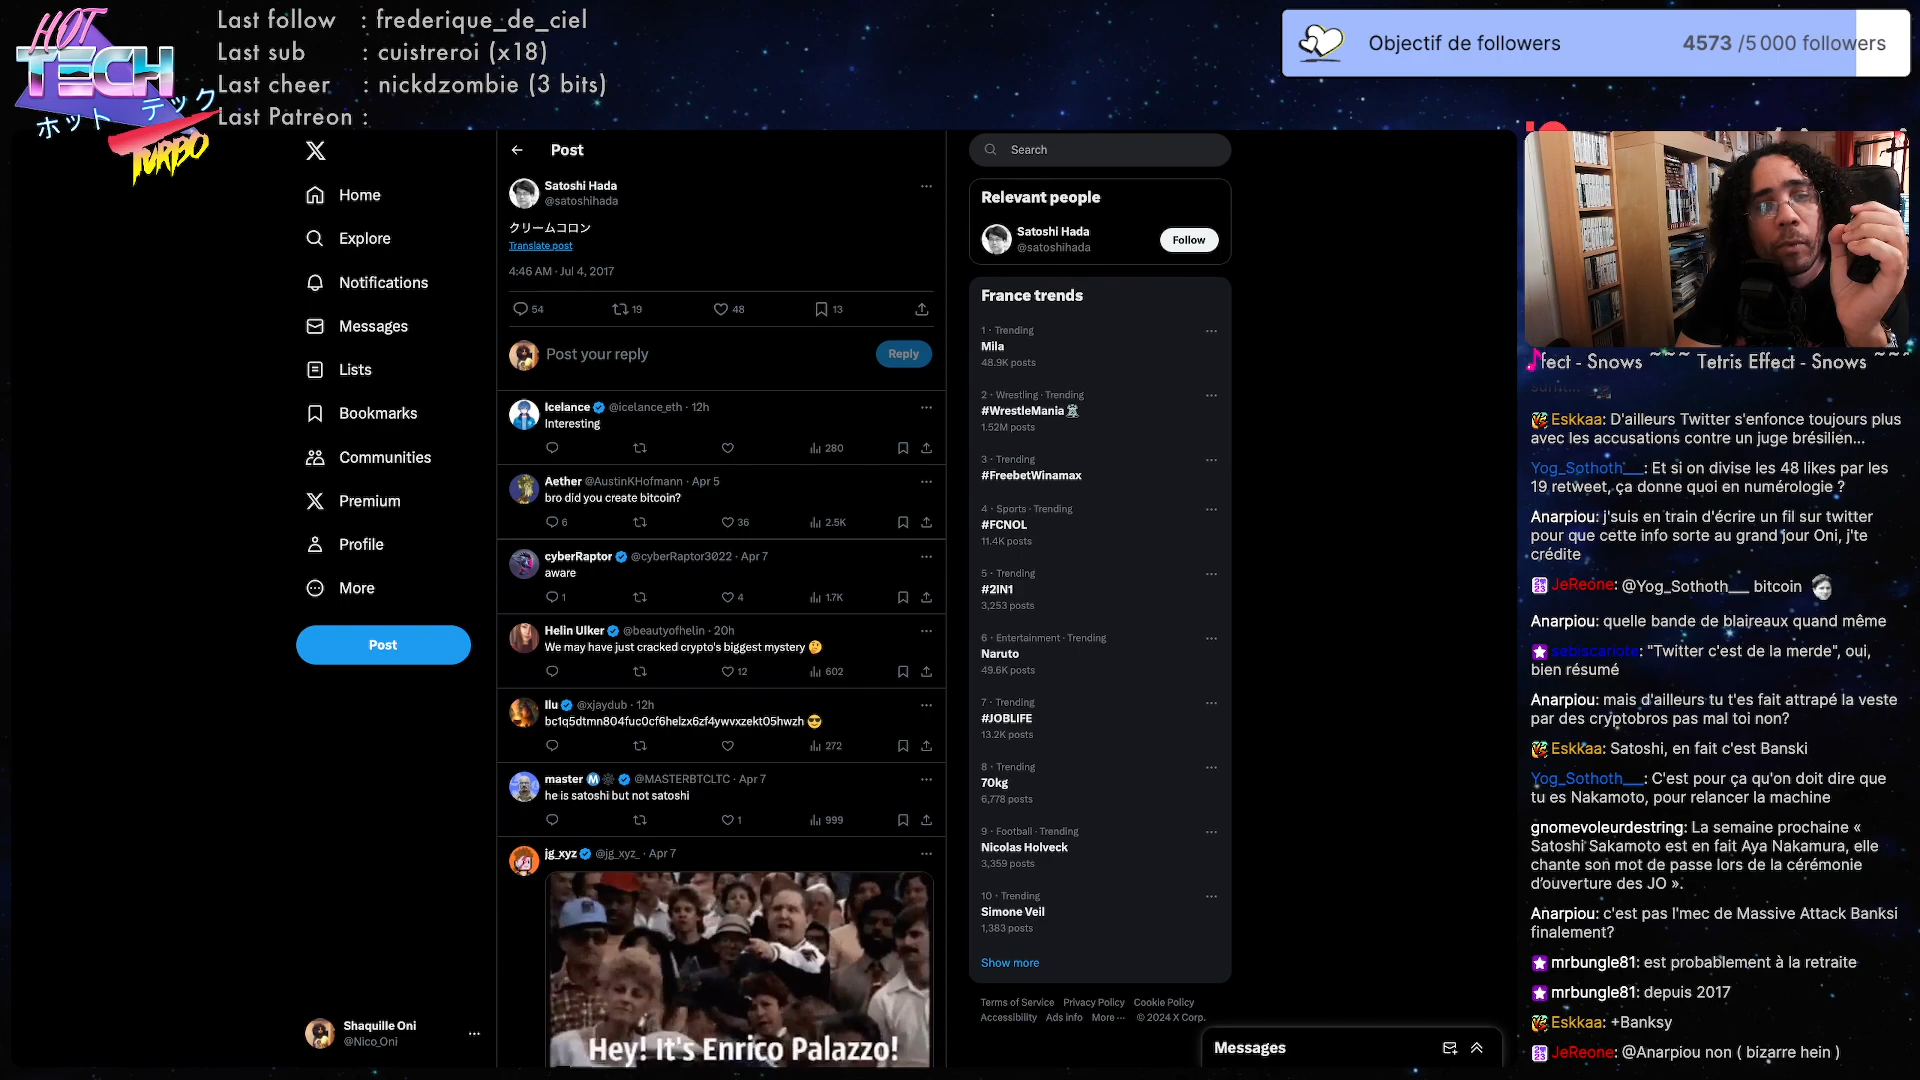 HOT
TECH
ホット テック
TURBO
Last follow : frederique_de_ciel
Last sub : cuistreroi (x18)
Last cheer : nickdzombie (3 bits)
Last Patreon :
Objectif de followers 4573 /5 000 followers
Home
Explore
Notifications
Messages
Lists
Bookmarks
Communities
Premium
Profile
More
Post
Shaquille Oni
@Nico_Oni
Post
Satoshi Hada
@satoshihada
クリームコロン
Translate post
4:46 AM · Jul 4, 2017
54 19 48 13
Post your reply Reply
Icelance @icelance_eth · 12h
Interesting
280
Aether @AustinKHofmann · Apr 5
bro did you create bitcoin?
6 36 2.5K
cyberRaptor @cyberRaptor3022 · Apr 7
aware
1 4 1.7K
Helin Ulker @beautyofhelin · 20h
We may have just cracked crypto's biggest mystery 🤔
12 602
Ilu @xjaydub · 12h
bc1q5dtmn804fuc0cf6helzx6zf4ywvxzekt05hwzh 😎
272
master Ⓜ @MASTERBTCLTC · Apr 7
he is satoshi but not satoshi
1 999
jg_xyz @jg_xyz_ · Apr 7
Hey! It's Enrico Palazzo!
Search
Relevant people
Satoshi Hada
@satoshihada
Follow
France trends
1 · Trending
Mila
48.9K posts
2 · Wrestling · Trending
#WrestleMania
1.52M posts
3 · Trending
#FreebetWinamax
4 · Sports · Trending
#FCNOL
11.4K posts
5 · Trending
#2IN1
3,253 posts
6 · Entertainment · Trending
Naruto
49.6K posts
7 · Trending
#JOBLIFE
13.2K posts
8 · Trending
70kg
6,778 posts
9 · Football · Trending
Nicolas Holveck
3,359 posts
10 · Trending
Simone Veil
1,383 posts
Show more
Terms of Service Privacy Policy Cookie Policy
Accessibility Ads info More ··· © 2024 X Corp.
Messages
fect - Snows ~~~ Tetris Effect - Snows ~~~
Eskkaa: D'ailleurs Twitter s'enfonce toujours plus
avec les accusations contre un juge brésilien...
Yog_Sothoth__: Et si on divise les 48 likes par les
19 retweet, ça donne quoi en numérologie ?
Anarpiou: j'suis en train d'écrire un fil sur twitter
pour que cette info sorte au grand jour Oni, j'te
crédite
JeReone: @Yog_Sothoth__ bitcoin
Anarpiou: quelle bande de blaireaux quand même
sebiscariote: "Twitter c'est de la merde", oui,
bien résumé
Anarpiou: mais d'ailleurs tu t'es fait attrapé la veste
par des cryptobros pas mal toi non?
Eskkaa: Satoshi, en fait c'est Banski
Yog_Sothoth__: C'est pour ça qu'on doit dire que
tu es Nakamoto, pour relancer la machine
gnomevoleurdestring: La semaine prochaine «
Satoshi Sakamoto est en fait Aya Nakamura, elle
chante son mot de passe lors de la cérémonie
d'ouverture des JO ».
Anarpiou: c'est pas l'mec de Massive Attack Banksi
finalement?
mrbungle81: est probablement à la retraite
mrbungle81: depuis 2017
Eskkaa: +Banksy
JeReone: @Anarpiou non ( bizarre hein )